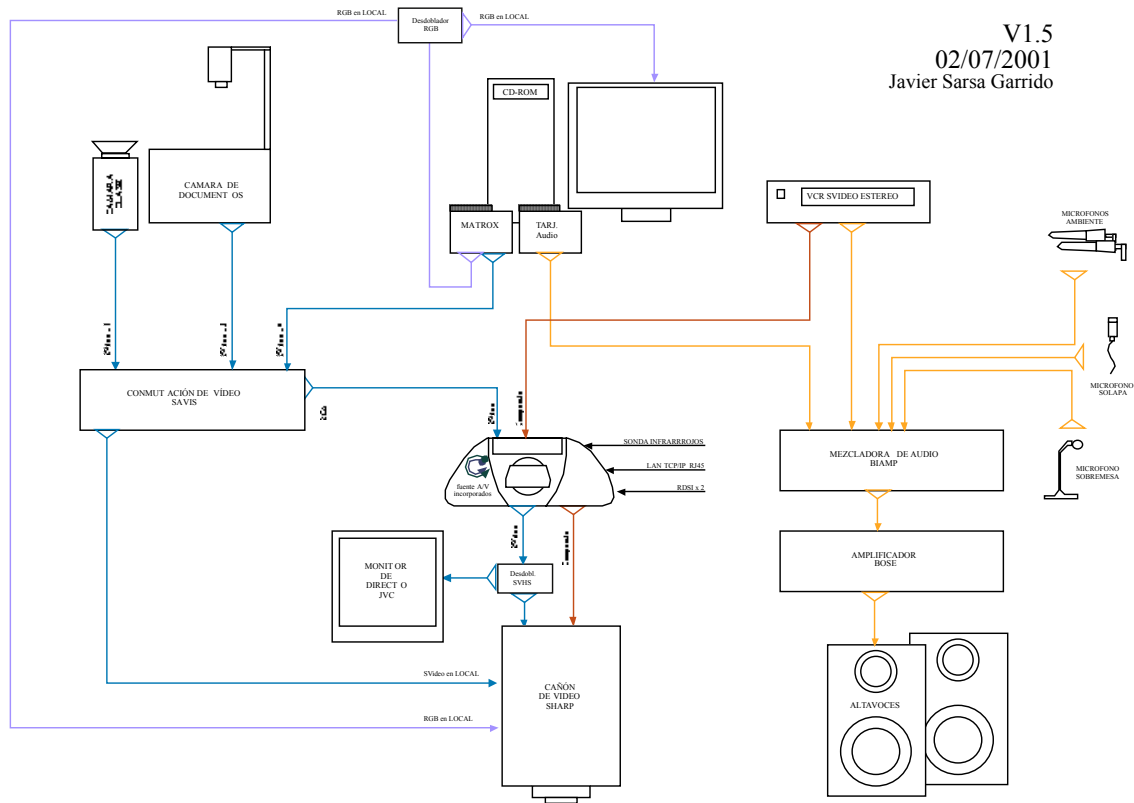 RGB en LOCAL
Desdoblador
RGB
RGB en LOCAL
V1.5
02/07/2001
Javier Sarsa Garrido
CD-ROM
CAMARA DE
DOCUMENT OS
MATROX
TARJ.
Audio
VCR SVIDEO ESTEREO
MICROFONOS
AMBIENTE
MICROFONO
SOLAPA
CONMUT ACIÓN DE VÍDEO
SAVIS
SONDA INFRARRROJOS
LAN TCP/IP RJ45
RDSI x 2
fuente A/V
incorporados
MEZCLADORA DE AUDIO
BIAMP
MICROFONO
SOBREMESA
MONITOR
DE
DIRECT O
JVC
Desdobl.
SVHS
AMPLIFICADOR
BOSE
SVideo en LOCAL
CAÑÓN
DE VIDEO
SHARP
ALTAVOCES
RGB en LOCAL